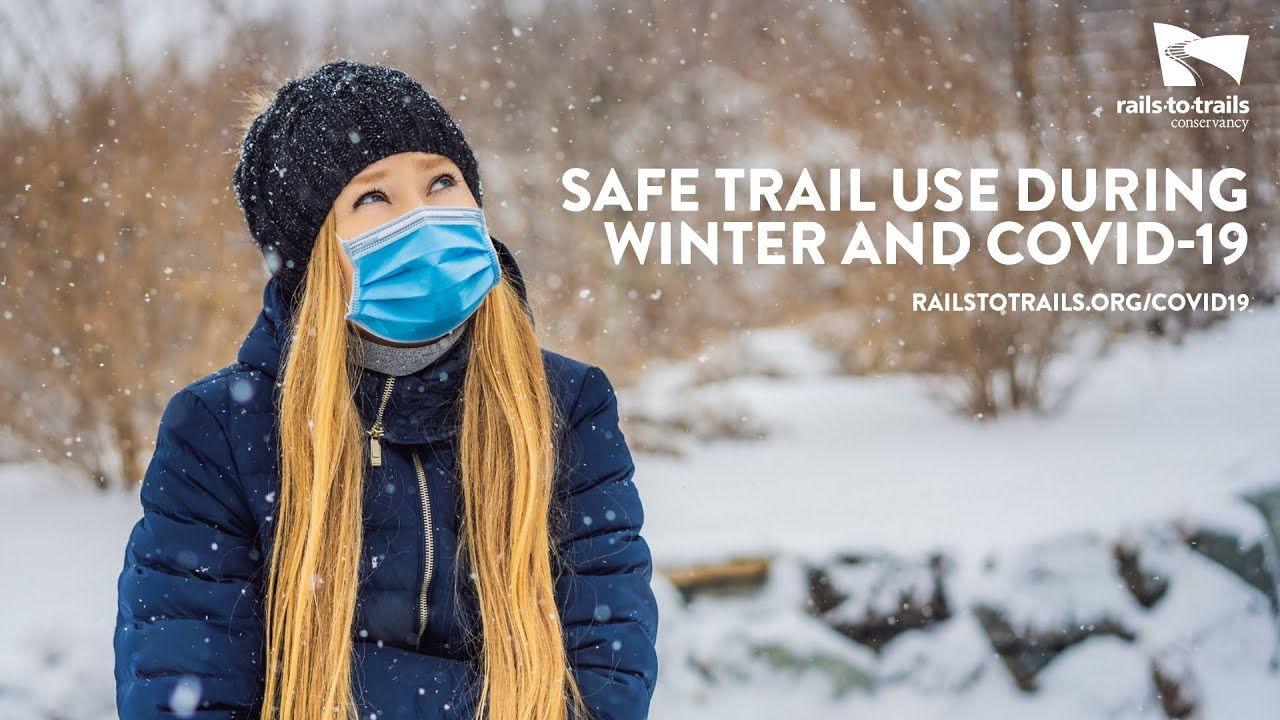 rails·to·trails
conservancy
SAFE TRAIL USE DURING
WINTER AND COVID-19
RAILSTOTRAILS.ORG/COVID19